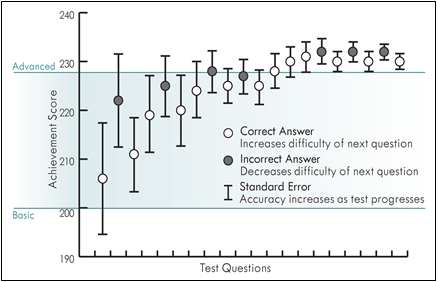 240
230
Advanced
220
Achievement Score
210
Correct Answer
Increases difficulty of next question
Incorrect Answer
Decreases difficulty of next question
Standard Error
Accuracy increases as test progresses
200
Basic
190
Test Questions